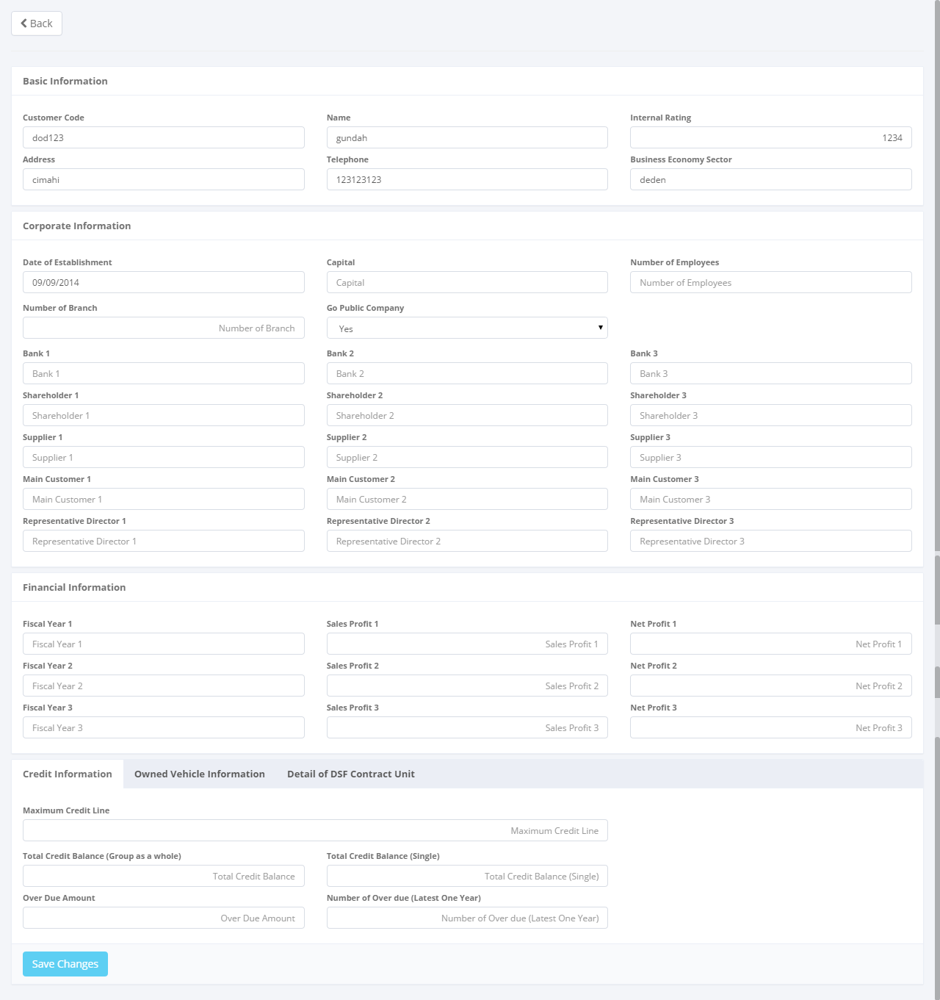 Back
Basic Information
Customer Code Name Internal Rating
dod123 gundah 1234
Address Telephone Business Economy Sector
cimahi 123123123 deden
Corporate Information
Date of Establishment Capital Number of Employees
09/09/2014 Capital Number of Employees
Number of Branch Go Public Company
Number of Branch Yes
Bank 1 Bank 2 Bank 3
Bank 1 Bank 2 Bank 3
Shareholder 1 Shareholder 2 Shareholder 3
Shareholder 1 Shareholder 2 Shareholder 3
Supplier 1 Supplier 2 Supplier 3
Supplier 1 Supplier 2 Supplier 3
Main Customer 1 Main Customer 2 Main Customer 3
Main Customer 1 Main Customer 2 Main Customer 3
Representative Director 1 Representative Director 2 Representative Director 3
Representative Director 1 Representative Director 2 Representative Director 3
Financial Information
Fiscal Year 1 Sales Profit 1 Net Profit 1
Fiscal Year 1 Sales Profit 1 Net Profit 1
Fiscal Year 2 Sales Profit 2 Net Profit 2
Fiscal Year 2 Sales Profit 2 Net Profit 2
Fiscal Year 3 Sales Profit 3 Net Profit 3
Fiscal Year 3 Sales Profit 3 Net Profit 3
Credit Information Owned Vehicle Information Detail of DSF Contract Unit
Maximum Credit Line
Maximum Credit Line
Total Credit Balance (Group as a whole) Total Credit Balance (Single)
Total Credit Balance Total Credit Balance (Single)
Over Due Amount Number of Over due (Latest One Year)
Over Due Amount Number of Over due (Latest One Year)
Save Changes